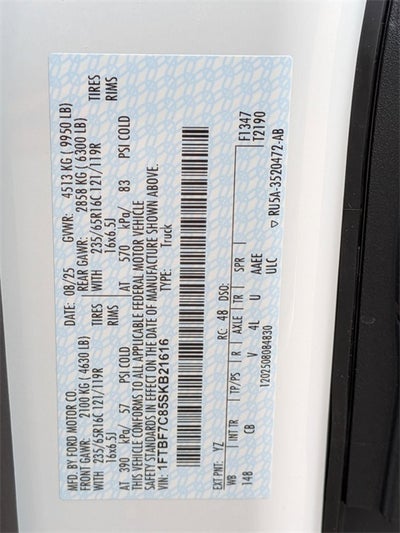 MFD. BY FORD MOTOR CO.
DATE: 08/25 GVWR: 4513 KG ( 9950 LB)
FRONT GAWR: 2100 KG ( 4630 LB) REAR GAWR: 2858 KG ( 6300 LB)
WITH 235/65R16C 121/119R TIRES WITH 235/65R16C 121/119R TIRES
16x6.5J RIMS 16x6.5J RIMS
AT 390 kPa/ 57 PSI COLD AT 570 kPa/ 83 PSI COLD
THIS VEHICLE CONFORMS TO ALL APPLICABLE FEDERAL MOTOR VEHICLE
SAFETY STANDARDS IN EFFECT ON THE DATE OF MANUFACTURE SHOWN ABOVE.
VIN: 1FTBF7C85SKB21616 TYPE: Truck
F1347
T2190
EXT PNT: YZ RC: 48 DSO:
WB INT TR TP/PS R AXLE TR SPR
148 CB V 4L U AAEE
ULC
1202508084830 ▽ RU5A-3520472-AB